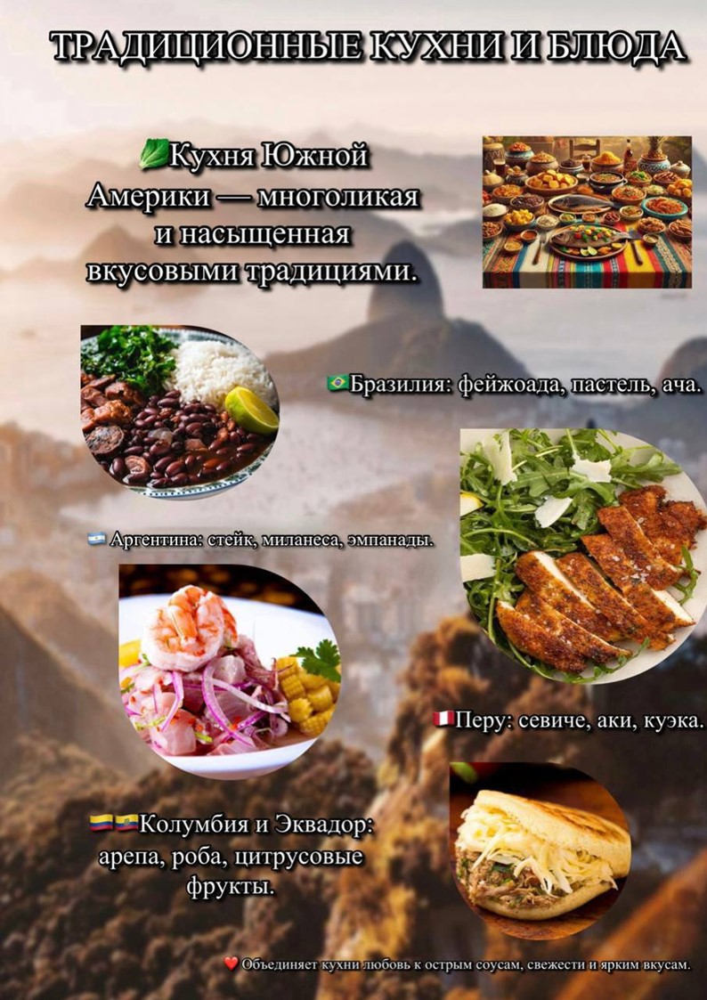 ТРАДИЦИОННЫЕ КУХНИ И БЛЮДА
🥬Кухня Южной
Америки — многоликая
и насыщенная
вкусовыми традициями.
🇧🇷Бразилия: фейжоада, пастель, ача.
🇦🇷 Аргентина: стейк, миланеса, эмпанады.
🇵🇪Перу: севиче, аки, куэка.
🇨🇴🇪🇨Колумбия и Эквадор:
арепа, роба, цитрусовые
фрукты.
❤️ Объединяет кухни любовь к острым соусам, свежести и ярким вкусам.